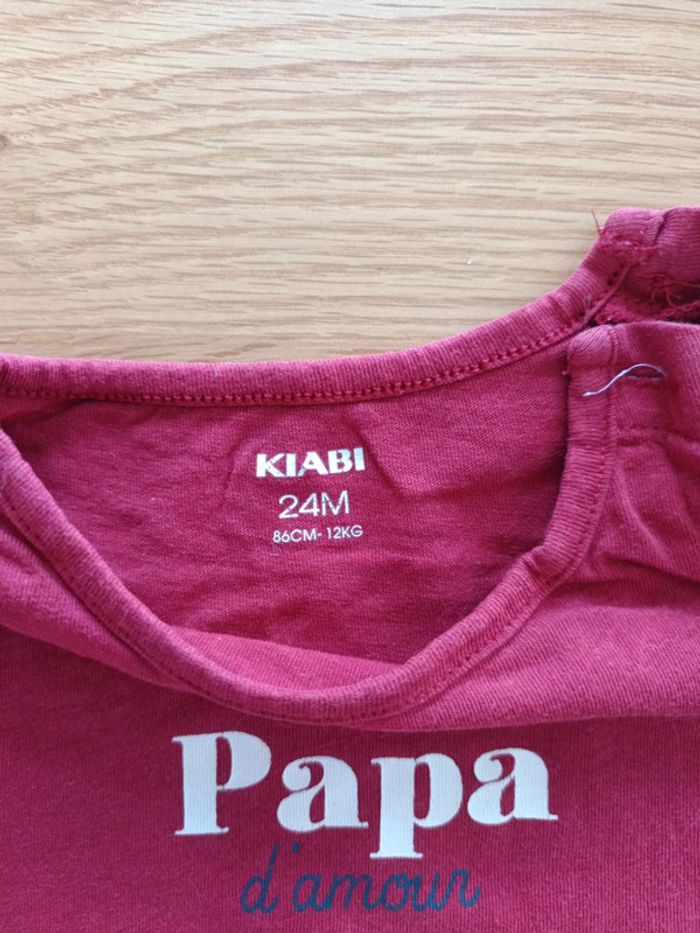 KIABI
24M
86CM-12KG
Papa
d'amour